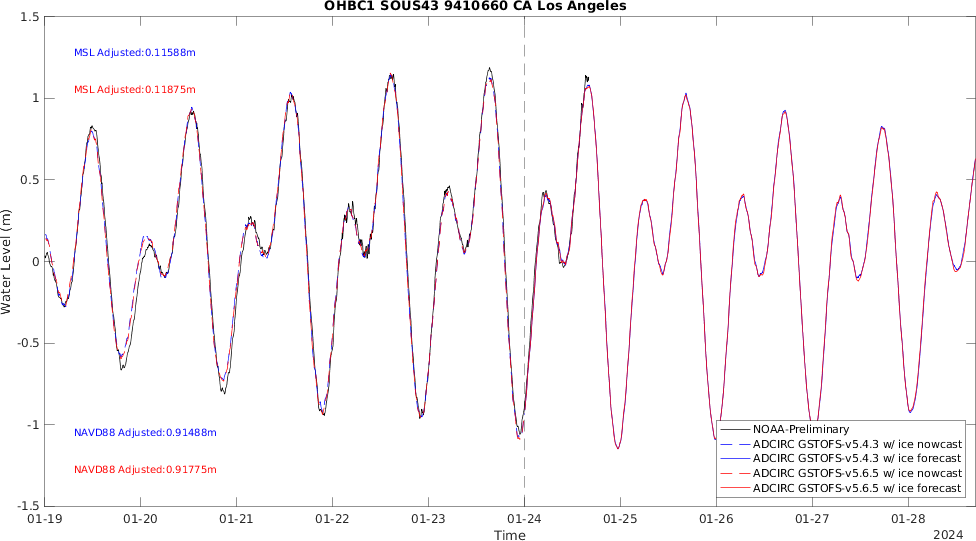 OHBC1 SOUS43 9410660 CA Los Angeles
1.5
MSL Adjusted:0.11588m
1
MSL Adjusted:0.11875m
0.5
0
Water Level (m)
-0.5
-1
NAVD88 Adjusted:0.91488m
NAVD88 Adjusted:0.91775m
-1.5
NOAA-Preliminary
ADCIRC GSTOFS-v5.4.3 w/ ice nowcast
ADCIRC GSTOFS-v5.4.3 w/ ice forecast
ADCIRC GSTOFS-v5.6.5 w/ ice nowcast
ADCIRC GSTOFS-v5.6.5 w/ ice forecast
01-19 01-20 01-21 01-22 01-23 01-24 01-25 01-26 01-27 01-28
Time
2024